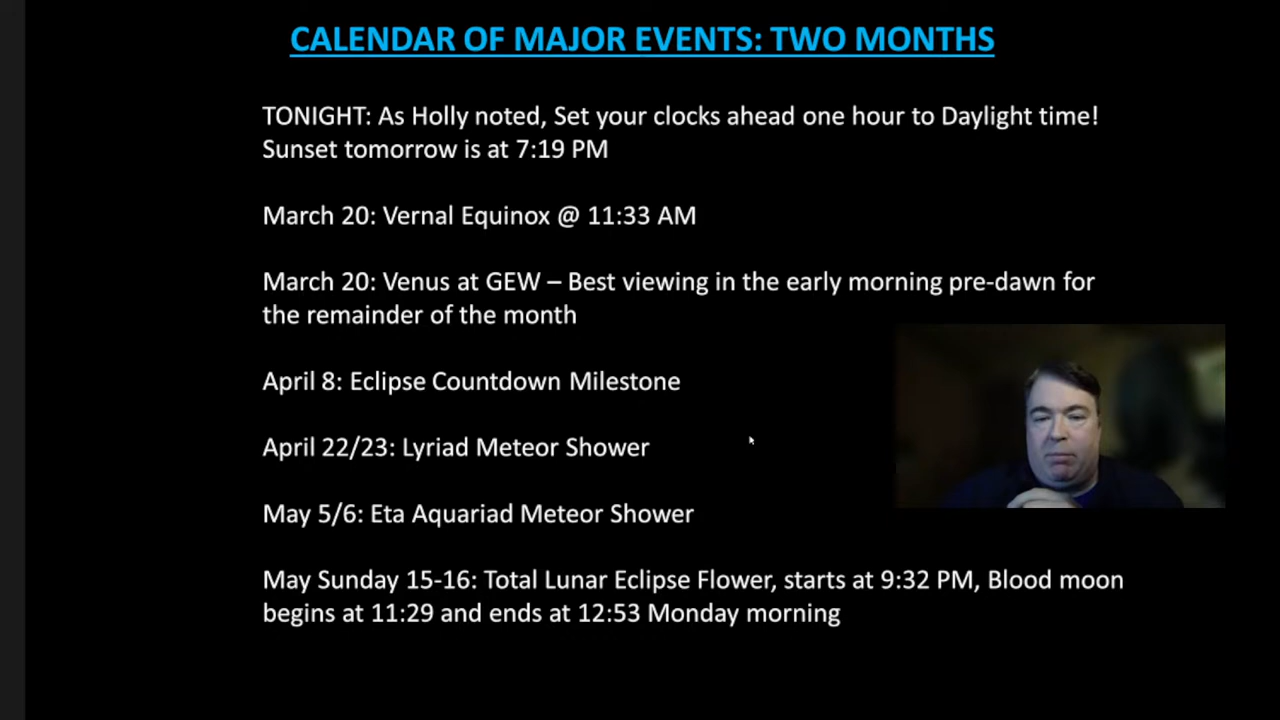 CALENDAR OF MAJOR EVENTS: TWO MONTHS
TONIGHT: As Holly noted, Set your clocks ahead one hour to Daylight time!
Sunset tomorrow is at 7:19 PM
March 20: Vernal Equinox @ 11:33 AM
March 20: Venus at GEW – Best viewing in the early morning pre-dawn for
the remainder of the month
April 8: Eclipse Countdown Milestone
April 22/23: Lyriad Meteor Shower
May 5/6: Eta Aquariad Meteor Shower
May Sunday 15-16: Total Lunar Eclipse Flower, starts at 9:32 PM, Blood moon
begins at 11:29 and ends at 12:53 Monday morning